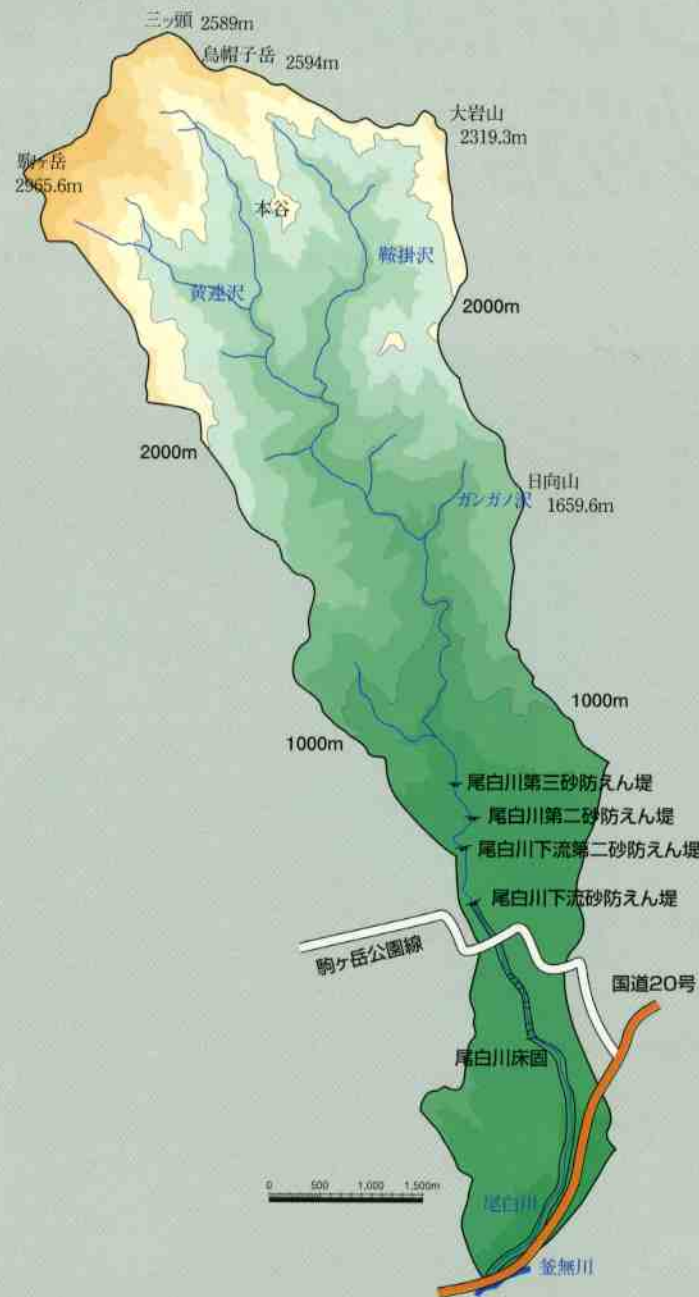 三ッ頭 2589m
烏帽子岳 2594m
大岩山
2319.3m
駒ヶ岳
2965.6m
本谷
鞍掛沢
黄連沢
2000m
2000m
日向山
1659.6m
ガンガノ沢
1000m
1000m
尾白川第三砂防えん堤
尾白川第二砂防えん堤
尾白川下流第二砂防えん堤
尾白川下流砂防えん堤
駒ヶ岳公園線
国道20号
尾白川床固
0 500 1,000 1,500m
尾白川
釜無川